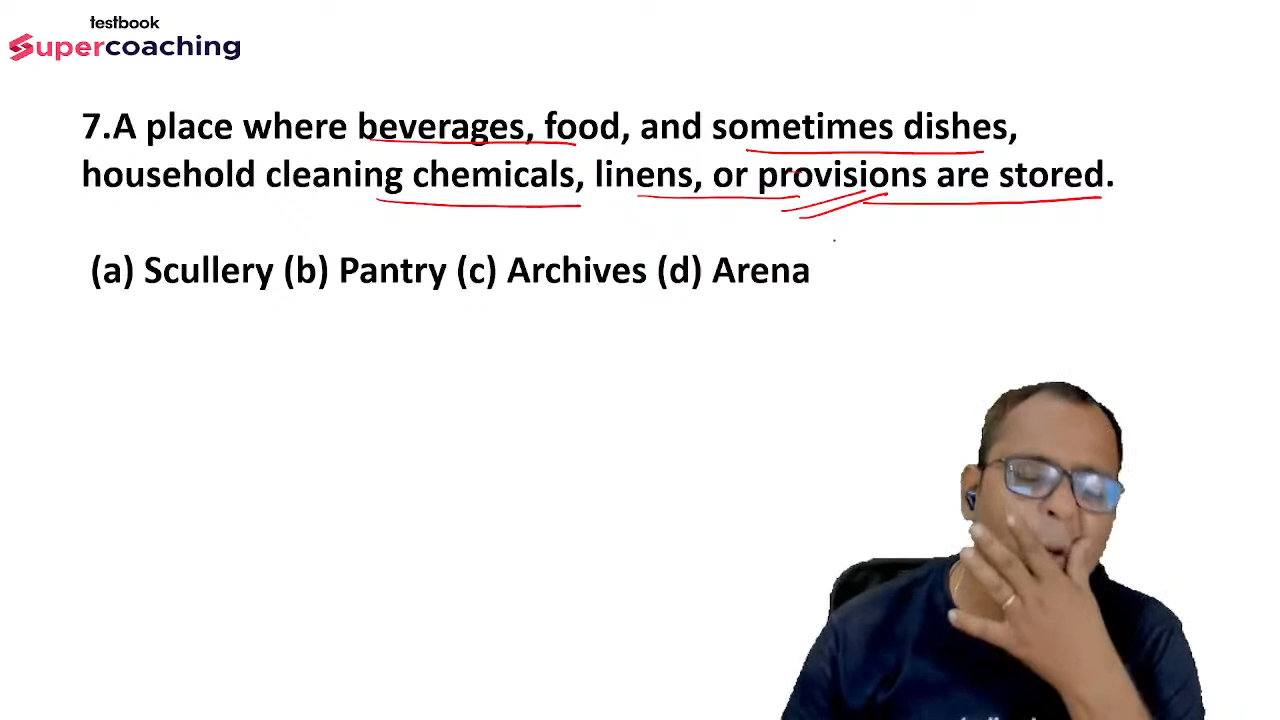 testbook
Supercoaching
7.A place where beverages, food, and sometimes dishes,
household cleaning chemicals, linens, or provisions are stored.
(a) Scullery (b) Pantry (c) Archives (d) Arena